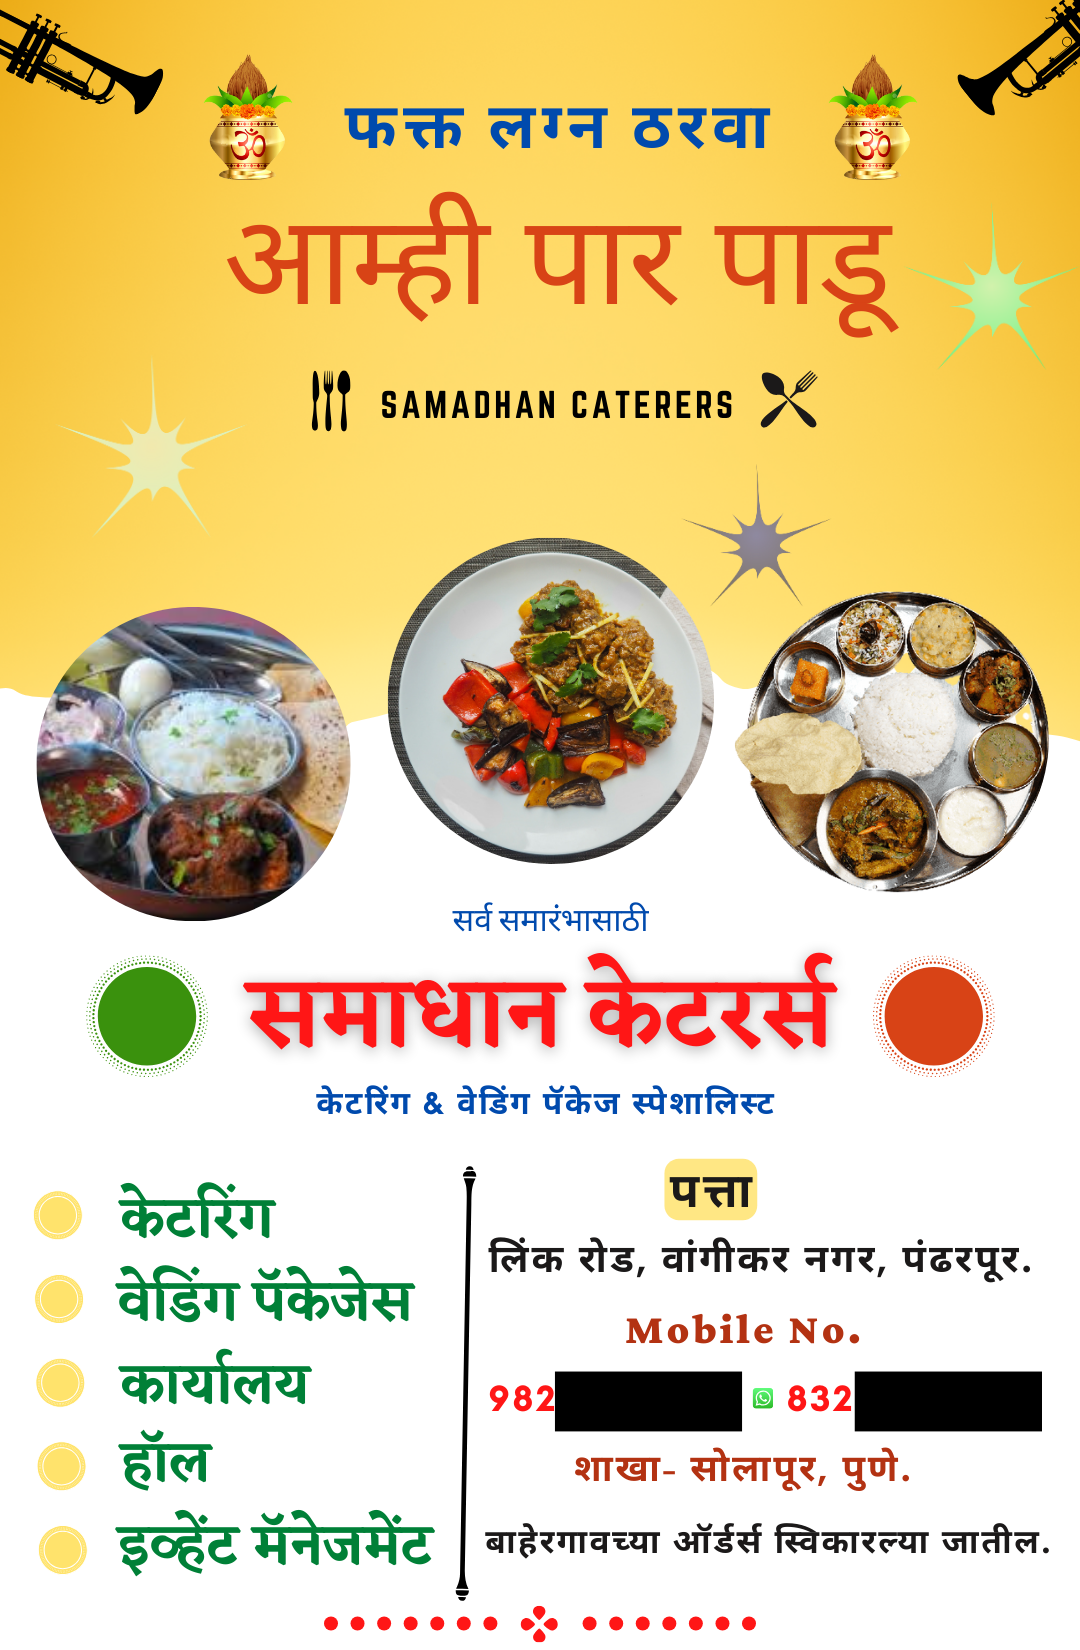 फक्त लग्न ठरवा
आम्ही पार पाडू
SAMADHAN CATERERS
सर्व समारंभासाठी
समाधान केटरर्स
केटरिंग & वेडिंग पॅकेज स्पेशालिस्ट
केटरिंग
वेडिंग पॅकेजेस
कार्यालय
हॉल
इव्हेंट मॅनेजमेंट
पत्ता
लिंक रोड, वांगीकर नगर, पंढरपूर.
Mobile No.
982 832
शाखा- सोलापूर, पुणे.
बाहेरगावच्या ऑर्डर्स स्विकारल्या जातील.